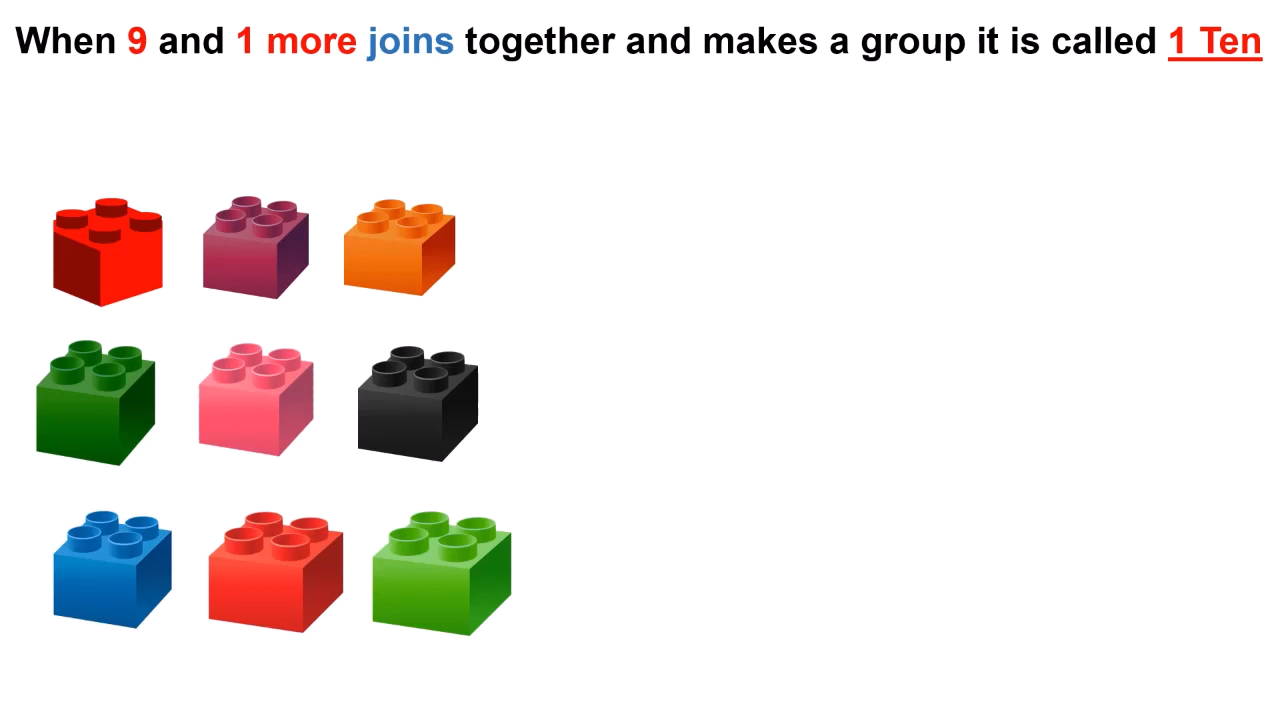 When 9 and 1 more joins together and makes a group it is called 1 Ten